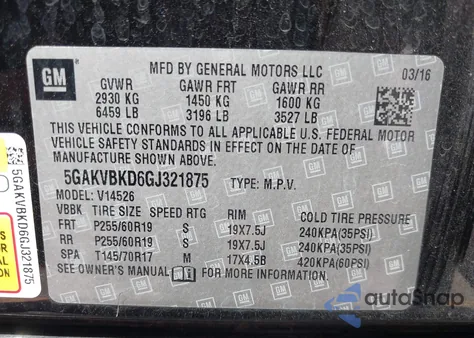 GM
MFD BY GENERAL MOTORS LLC 03/16
GVWR GAWR FRT GAWR RR
2930 KG 1450 KG 1600 KG
6459 LB 3196 LB 3527 LB
THIS VEHICLE CONFORMS TO ALL APPLICABLE U.S. FEDERAL MOTOR
VEHICLE SAFETY STANDARDS IN EFFECT ON THE DATE OF
MANUFACTURE SHOWN ABOVE.
5GAKVBKD6GJ321875 TYPE: M.P.V.
MODEL: V14526
VBBK TIRE SIZE SPEED RTG RIM COLD TIRE PRESSURE
FRT P255/60R19 S 19X7.5J 240KPA(35PSI)
RR P255/60R19 S 19X7.5J 240KPA(35PSI)
SPA T145/70R17 M 17X4.5B 420KPA(60PSI)
SEE OWNER'S MANUAL FOR MORE INFORMATION.
5GAKVBKD6GJ321875
autoSnap